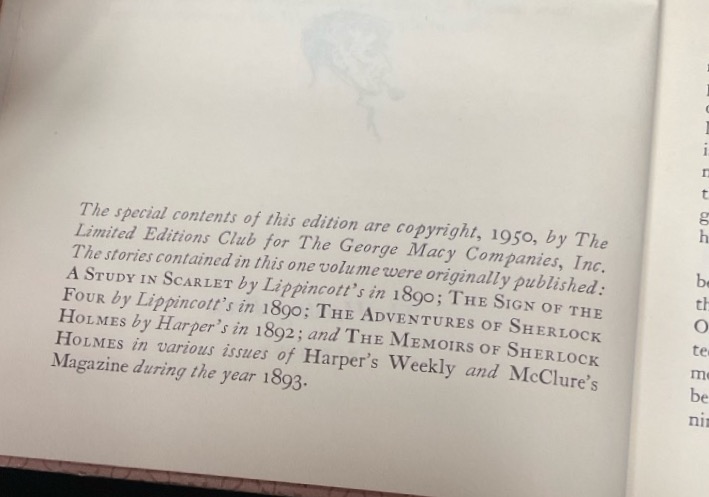 The special contents of this edition are copyright, 1950, by The
Limited Editions Club for The George Macy Companies, Inc.
The stories contained in this one volume were originally published:
A STUDY IN SCARLET by Lippincott's in 1890; THE SIGN OF THE
FOUR by Lippincott's in 1890; THE ADVENTURES OF SHERLOCK
HOLMES by Harper's in 1892; and THE MEMOIRS OF SHERLOCK
HOLMES in various issues of Harper's Weekly and McClure's
Magazine during the year 1893.